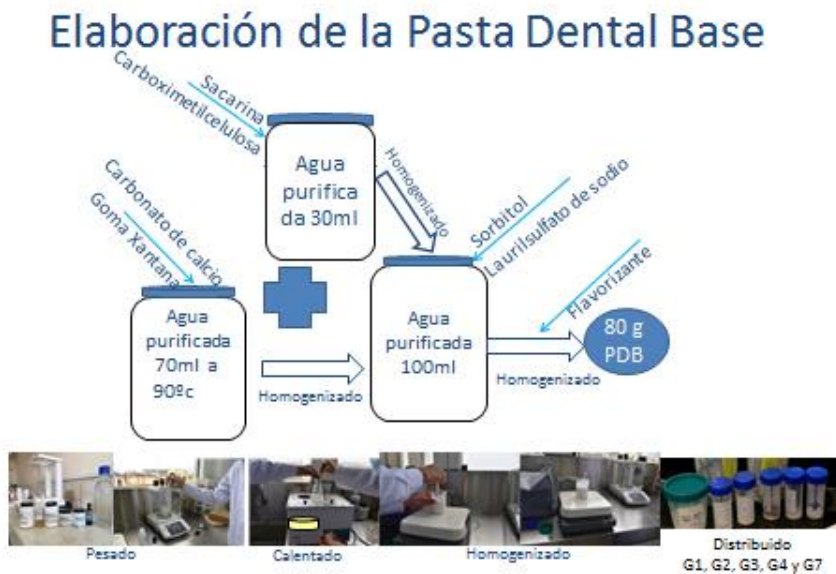 Elaboración de la Pasta Dental Base
Sacarina
Carboximetilcelulosa
Agua
purifica
da 30ml
Homogenizado
Carbonato de calcio
Goma Xantana
Sorbitol
Laurilsulfato de sodio
Flavorizante
Agua
purificada
70ml a
90ºc
Homogenizado
Agua
purificada
100ml
Homogenizado
80 g
PDB
Pesado
Calentado
Homogenizado
Distribuido
G1, G2, G3, G4 y G7